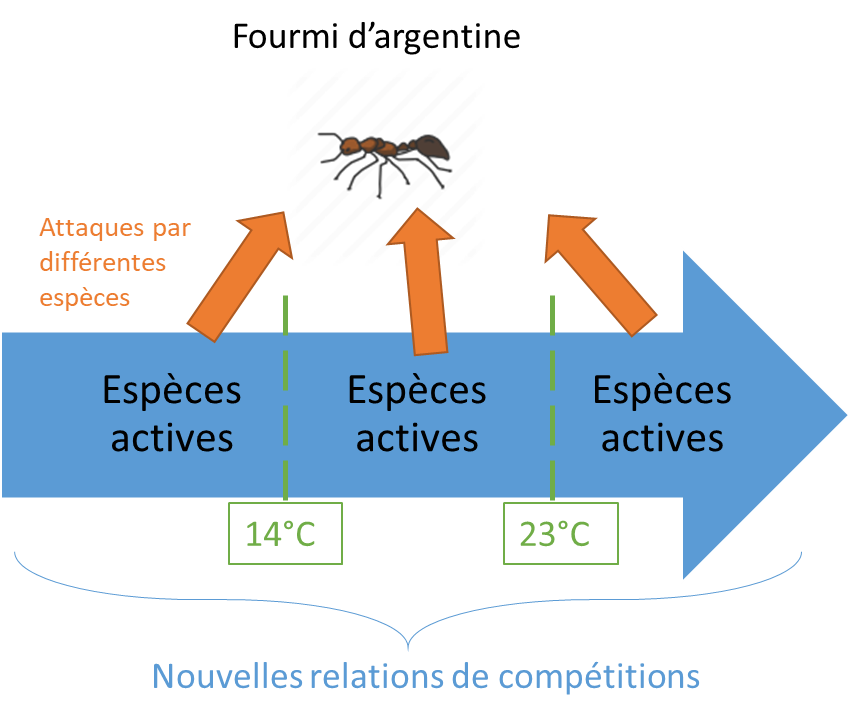 Fourmi d’argentine
Attaques par
différentes
espèces
Espèces
actives
Espèces
actives
Espèces
actives
14°C
23°C
Nouvelles relations de compétitions